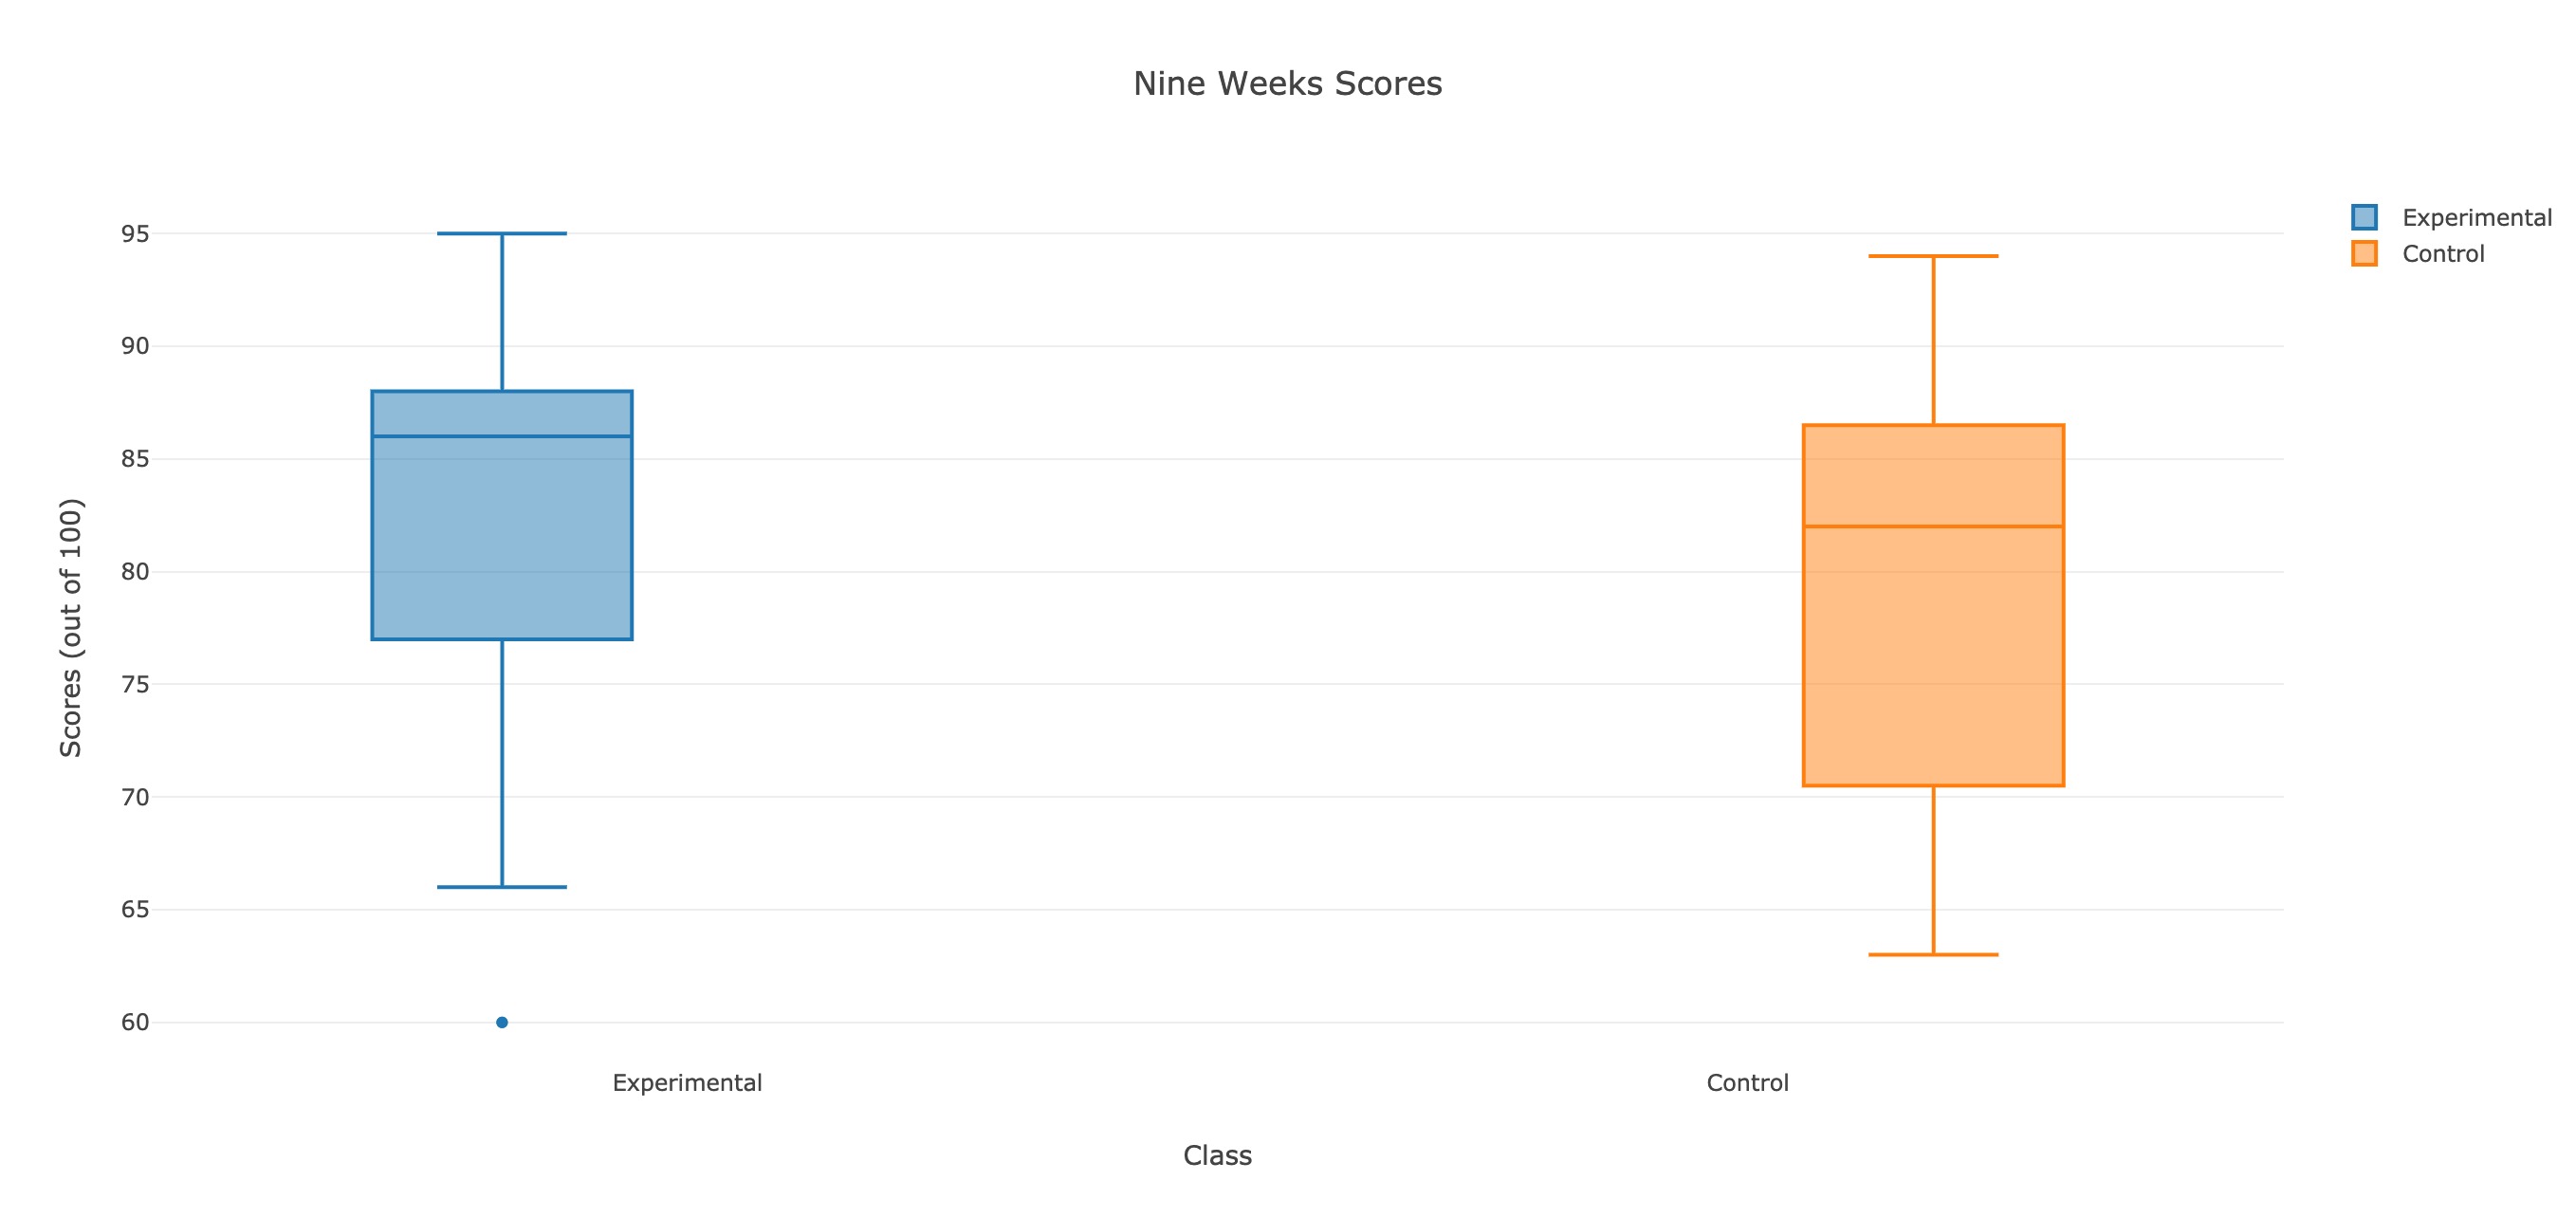 Nine Weeks Scores
Experimental
Control
95
90
85
80
75
70
65
60
Scores (out of 100)
Experimental
Control
Class